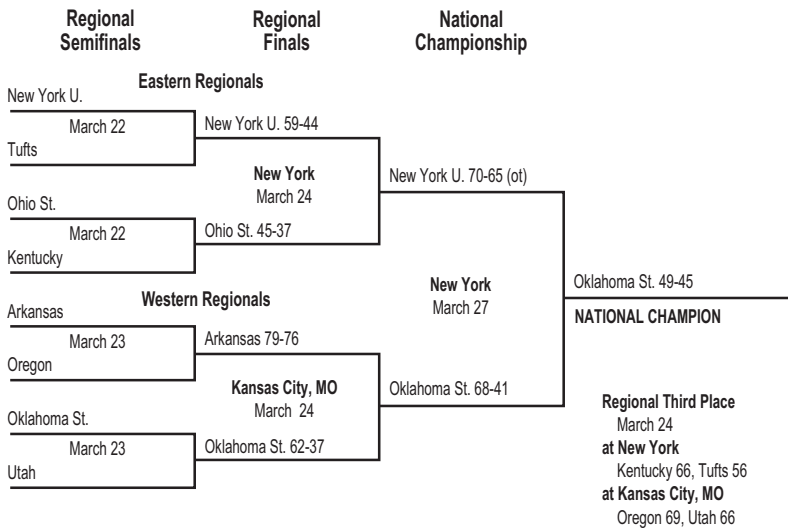 Regional
Semifinals
Regional
Finals
National
Championship
Eastern Regionals
New York U.
March 22
Tufts
New York U. 59-44
New York
March 24
New York U. 70-65 (ot)
Ohio St.
March 22
Kentucky
Ohio St. 45-37
New York
March 27
Oklahoma St. 49-45
NATIONAL CHAMPION
Western Regionals
Arkansas
March 23
Oregon
Arkansas 79-76
Kansas City, MO
March 24
Oklahoma St. 68-41
Oklahoma St.
March 23
Utah
Oklahoma St. 62-37
Regional Third Place
March 24
at New York
Kentucky 66, Tufts 56
at Kansas City, MO
Oregon 69, Utah 66